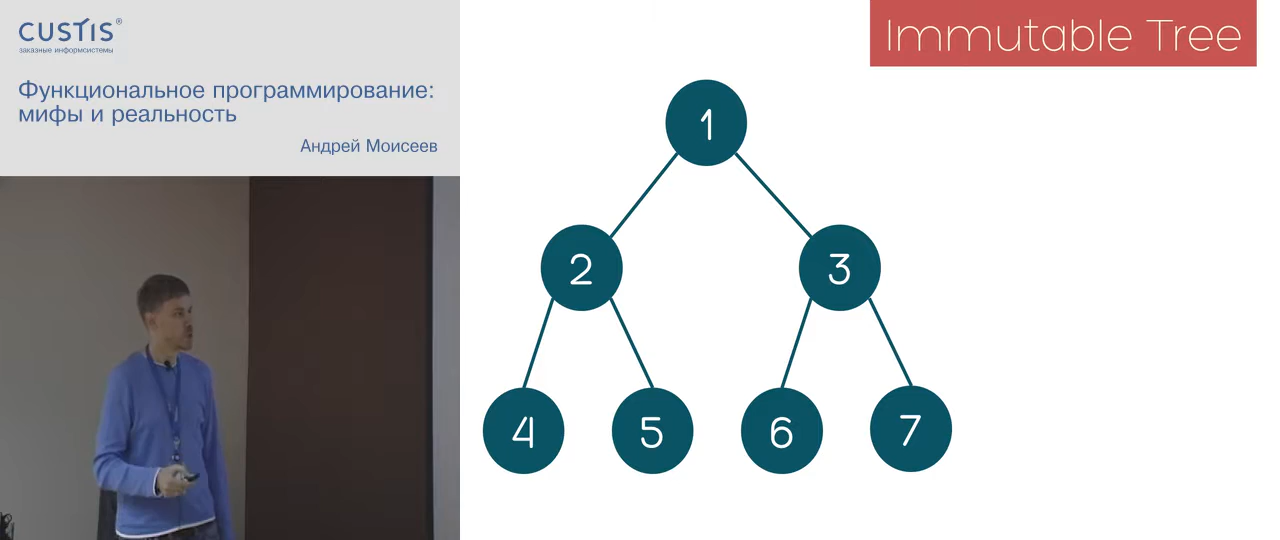 CUSTIS®
заказные информсистемы
Функциональное программирование:
мифы и реальность
Андрей Моисеев
Immutable Tree
1
2
3
4
5
6
7